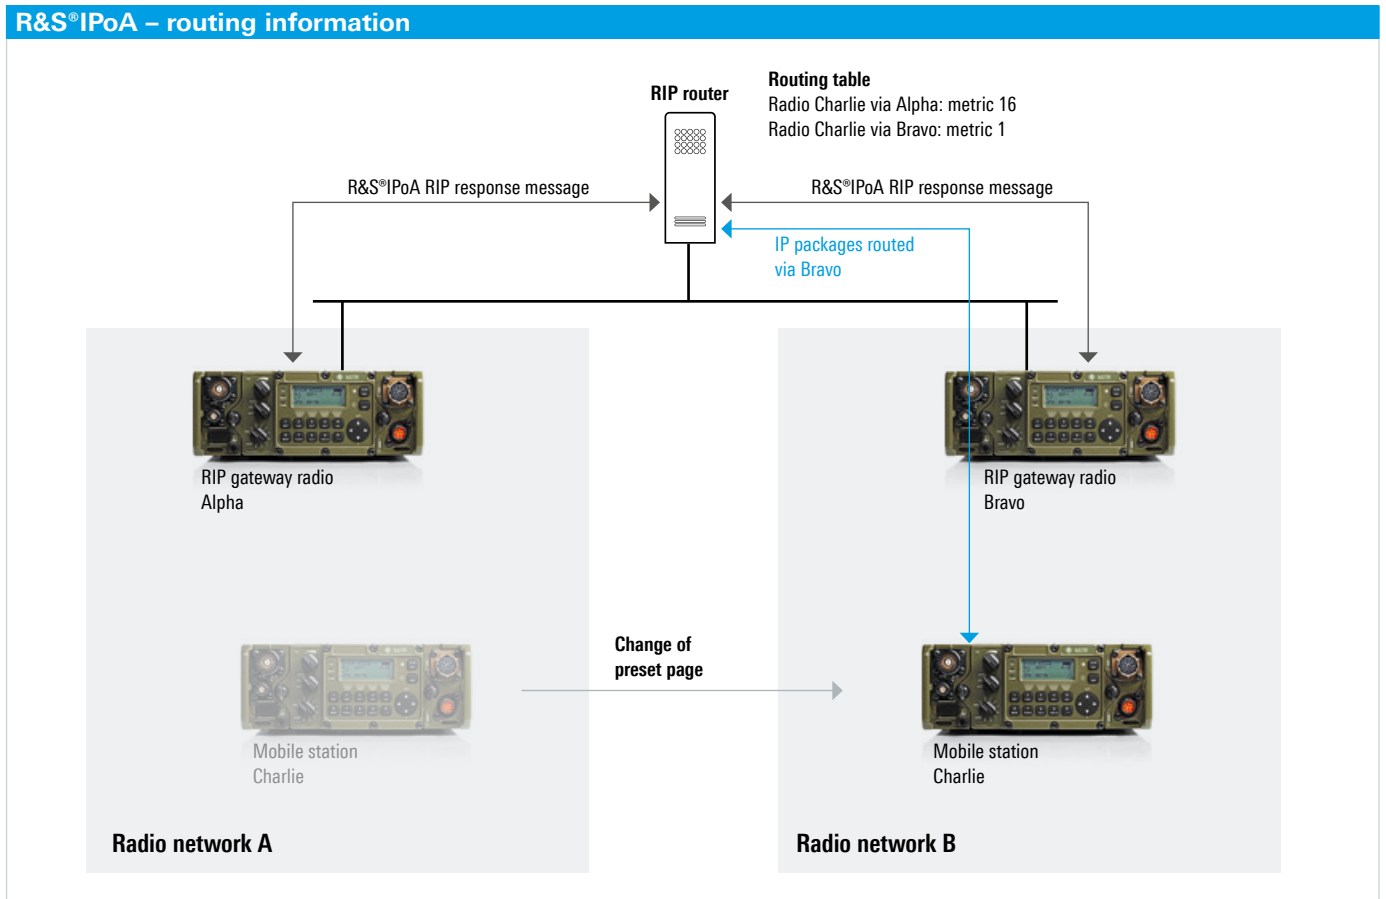 R&S®IPoA – routing information
Routing table
Radio Charlie via Alpha: metric 16
Radio Charlie via Bravo: metric 1
RIP router
R&S®IPoA RIP response message
R&S®IPoA RIP response message
IP packages routed
via Bravo
RIP gateway radio
Alpha
RIP gateway radio
Bravo
Change of
preset page
Mobile station
Charlie
Mobile station
Charlie
Radio network A
Radio network B